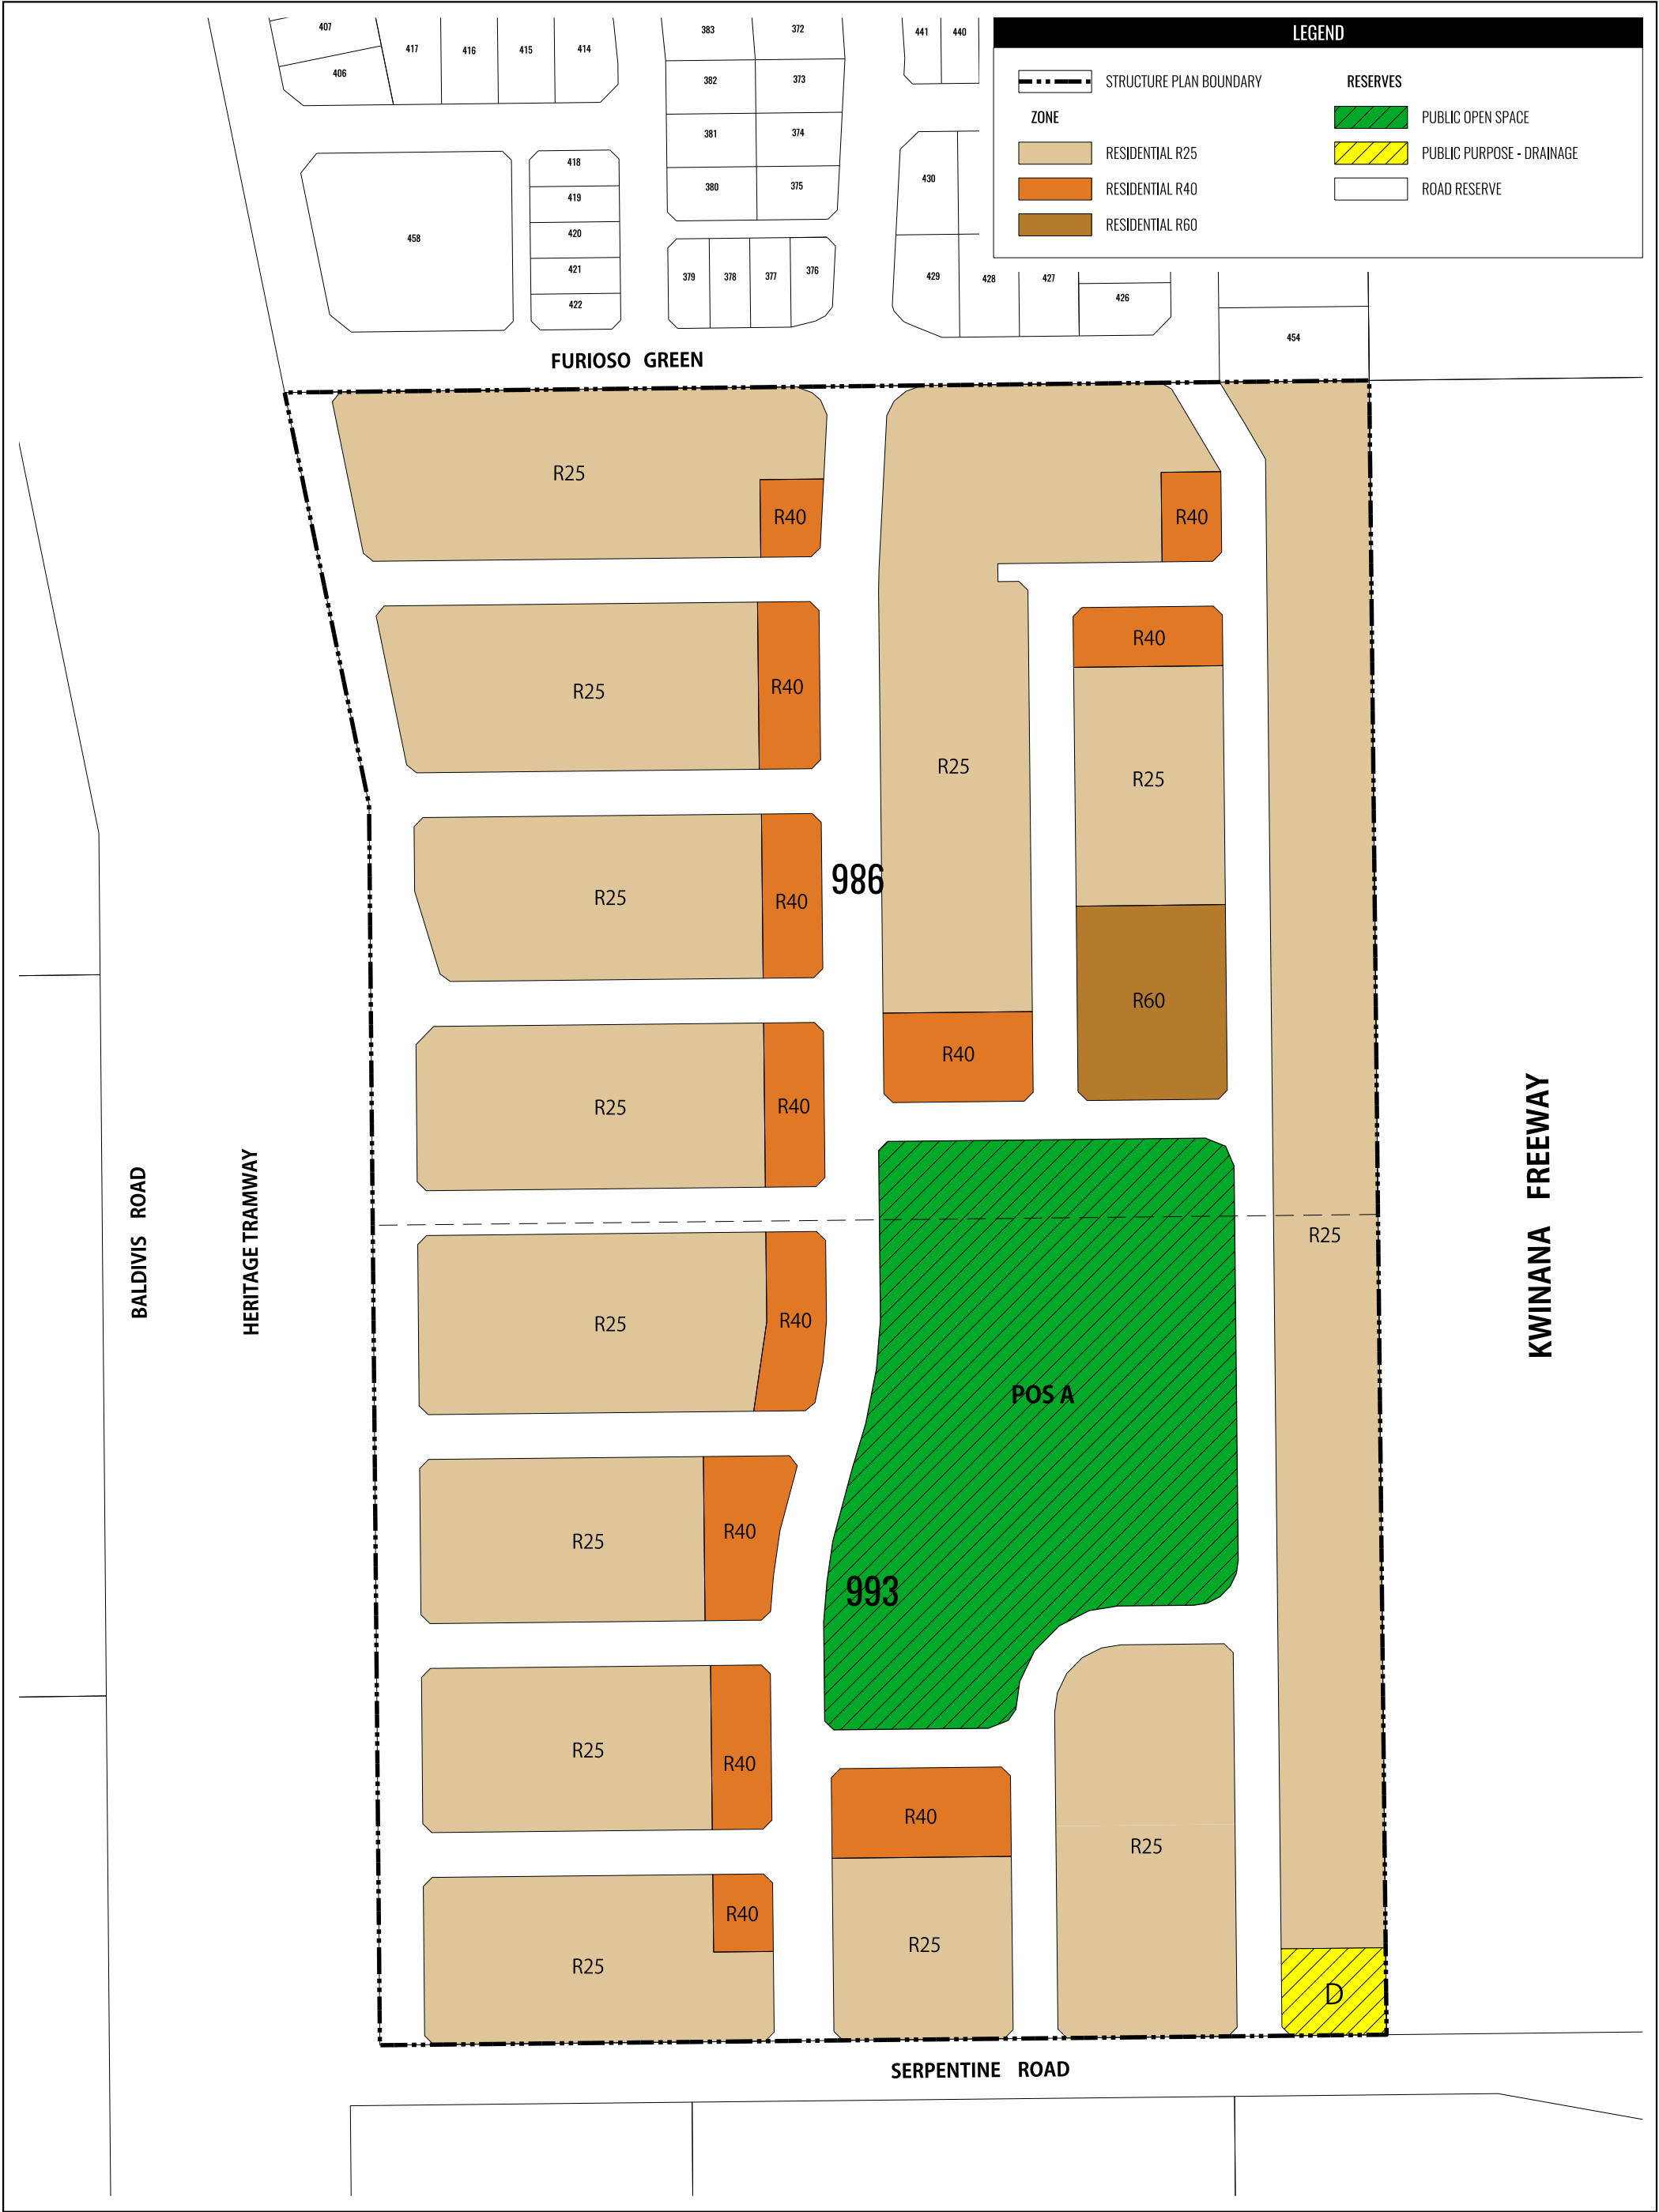 407
406
417
416
415
414
383
372
382
373
381
374
380
375
441
440
LEGEND
STRUCTURE PLAN BOUNDARY
ZONE
RESIDENTIAL R25
RESIDENTIAL R40
RESIDENTIAL R60
RESERVES
PUBLIC OPEN SPACE
PUBLIC PURPOSE - DRAINAGE
ROAD RESERVE
458
418
419
420
421
422
379
378
377
376
430
429
428
427
426
454
FURIOSO GREEN
R25
R40
R40
R25
R40
R40
R25
R25
R25
R40
986
R60
R40
R25
R40
R25
R40
R25
R25
BALDIVIS ROAD
HERITAGE TRAMWAY
KWINANA FREEWAY
POS A
R25
R40
993
R25
R40
R40
R25
R25
R40
R25
R25
D
SERPENTINE ROAD